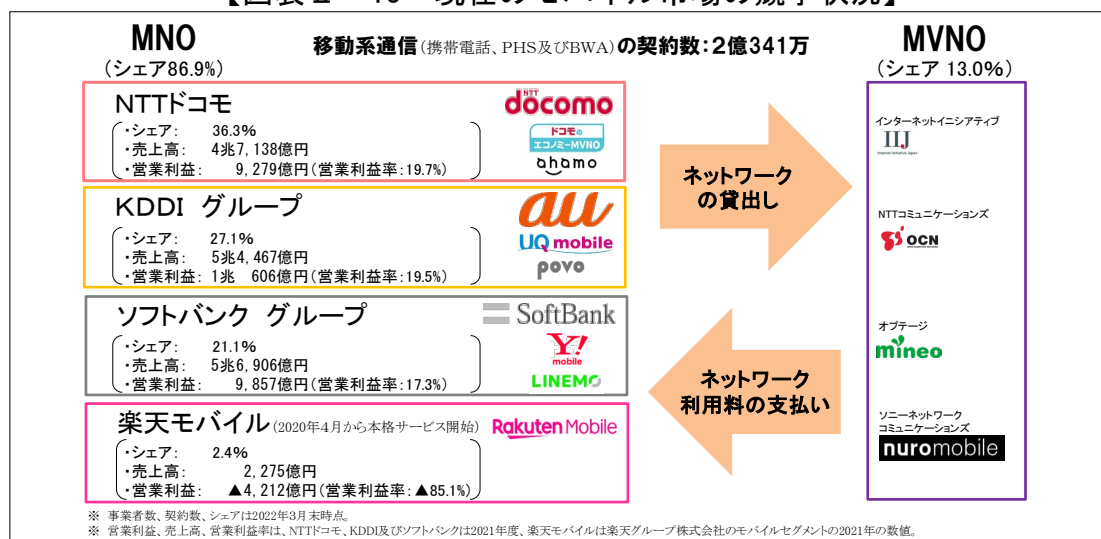 MNO
(シェア86.9%)
移動系通信(携帯電話、PHS及びBWA)の契約数:2億341万
MVNO
(シェア 13.0%)
NTTドコモ
・シェア: 36.3%
・売上高: 4兆7,138億円
・営業利益: 9,279億円(営業利益率:19.7%)
NTT
docomo
ドコモの
エコノミーMVNO
ahamo
KDDI グループ
・シェア: 27.1%
・売上高: 5兆4,467億円
・営業利益: 1兆 606億円(営業利益率:19.5%)
au
UQ mobile
povo
ソフトバンク グループ
・シェア: 21.1%
・売上高: 5兆6,906億円
・営業利益: 9,857億円(営業利益率:17.3%)
SoftBank
Y!
mobile
LINEMO
楽天モバイル(2020年4月から本格サービス開始)
・シェア: 2.4%
・売上高: 2,275億円
・営業利益: ▲4,212億円(営業利益率:▲85.1%)
Rakuten Mobile
ネットワーク
の貸出し
ネットワーク
利用料の支払い
インターネットイニシアティブ
IIJ
Internet Initiative Japan
NTTコミュニケーションズ
OCN
オプテージ
mineo
ソニーネットワーク
コミュニケーションズ
nuromobile
※ 事業者数、契約数、シェアは2022年3月末時点。
※ 営業利益、売上高、営業利益率は、NTTドコモ、KDDI及びソフトバンクは2021年度、楽天モバイルは楽天グループ株式会社のモバイルセグメントの2021年の数値。